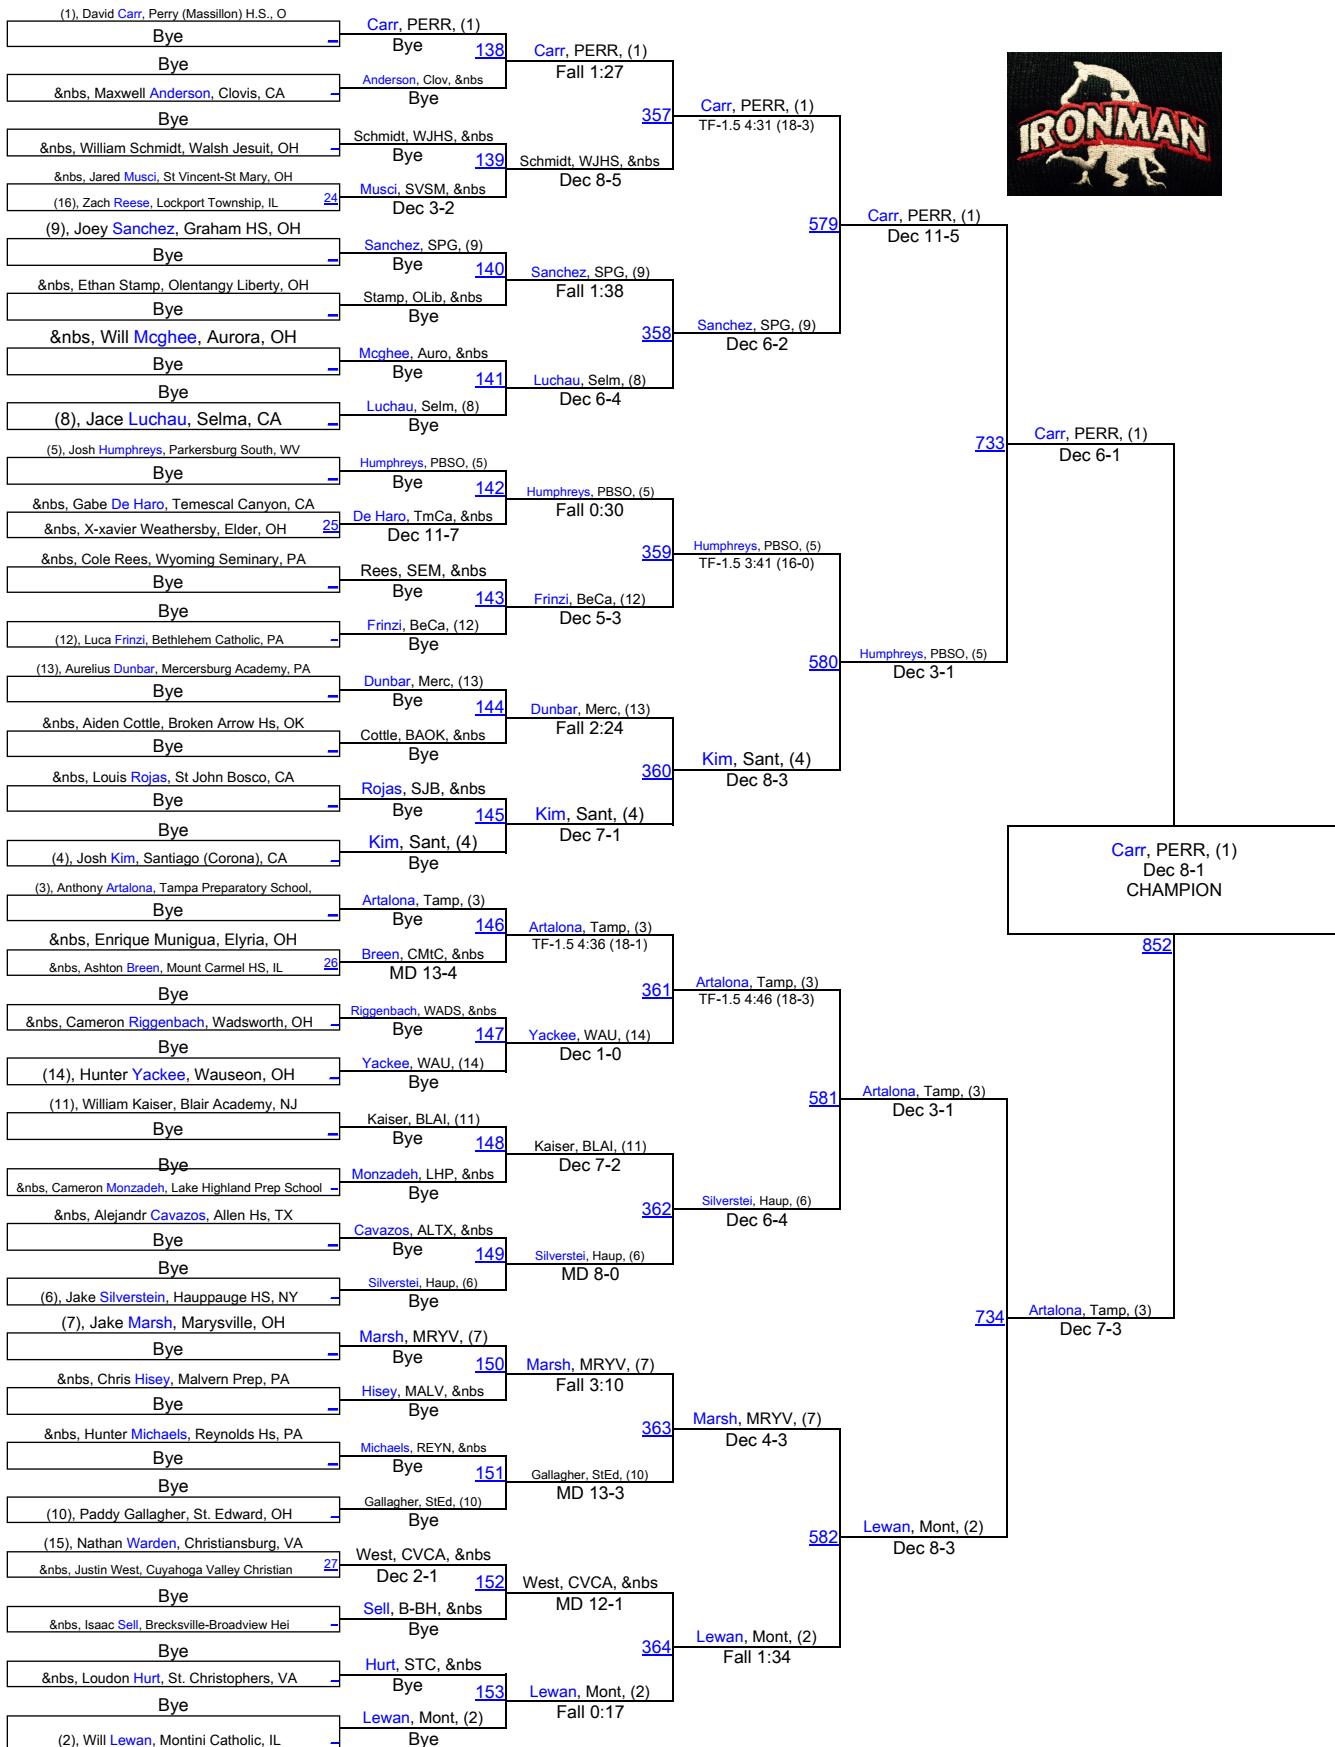 (1), David Carr, Perry (Massillon) H.S., O
Bye
Bye
&nbs, Maxwell Anderson, Clovis, CA
Bye
&nbs, William Schmidt, Walsh Jesuit, OH
&nbs, Jared Musci, St Vincent-St Mary, OH
(16), Zach Reese, Lockport Township, IL
24
(9), Joey Sanchez, Graham HS, OH
Bye
&nbs, Ethan Stamp, Olentangy Liberty, OH
Bye
&nbs, Will Mcghee, Aurora, OH
Bye
Bye
(8), Jace Luchau, Selma, CA
(5), Josh Humphreys, Parkersburg South, WV
Bye
&nbs, Gabe De Haro, Temescal Canyon, CA
&nbs, X-xavier Weathersby, Elder, OH
25
&nbs, Cole Rees, Wyoming Seminary, PA
Bye
Bye
(12), Luca Frinzi, Bethlehem Catholic, PA
(13), Aurelius Dunbar, Mercersburg Academy, PA
Bye
&nbs, Aiden Cottle, Broken Arrow Hs, OK
Bye
&nbs, Louis Rojas, St John Bosco, CA
Bye
Bye
(4), Josh Kim, Santiago (Corona), CA
(3), Anthony Artalona, Tampa Preparatory School,
Bye
&nbs, Enrique Munigua, Elyria, OH
&nbs, Ashton Breen, Mount Carmel HS, IL
26
Bye
&nbs, Cameron Riggenbach, Wadsworth, OH
Bye
(14), Hunter Yackee, Wauseon, OH
(11), William Kaiser, Blair Academy, NJ
Bye
Bye
&nbs, Cameron Monzadeh, Lake Highland Prep School
&nbs, Alejandr Cavazos, Allen Hs, TX
Bye
Bye
(6), Jake Silverstein, Hauppauge HS, NY
(7), Jake Marsh, Marysville, OH
Bye
&nbs, Chris Hisey, Malvern Prep, PA
Bye
&nbs, Hunter Michaels, Reynolds Hs, PA
Bye
Bye
(10), Paddy Gallagher, St. Edward, OH
(15), Nathan Warden, Christiansburg, VA
&nbs, Justin West, Cuyahoga Valley Christian
27
Bye
&nbs, Isaac Sell, Brecksville-Broadview Hei
Bye
&nbs, Loudon Hurt, St. Christophers, VA
Bye
(2), Will Lewan, Montini Catholic, IL
Carr, PERR, (1)
Bye
138
Anderson, Clov, &nbs
Bye
Schmidt, WJHS, &nbs
Bye
139
Musci, SVSM, &nbs
Dec 3-2
Sanchez, SPG, (9)
Bye
140
Stamp, OLib, &nbs
Bye
Mcghee, Auro, &nbs
Bye
141
Luchau, Selm, (8)
Bye
Humphreys, PBSO, (5)
Bye
142
De Haro, TmCa, &nbs
Dec 11-7
Rees, SEM, &nbs
Bye
143
Frinzi, BeCa, (12)
Bye
Dunbar, Merc, (13)
Bye
144
Cottle, BAOK, &nbs
Bye
Rojas, SJB, &nbs
Bye
145
Kim, Sant, (4)
Bye
Artalona, Tamp, (3)
Bye
146
Breen, CMtC, &nbs
MD 13-4
Riggenbach, WADS, &nbs
Bye
147
Yackee, WAU, (14)
Bye
Kaiser, BLAI, (11)
Bye
148
Monzadeh, LHP, &nbs
Bye
Cavazos, ALTX, &nbs
Bye
149
Silverstei, Haup, (6)
Bye
Marsh, MRYV, (7)
Bye
150
Hisey, MALV, &nbs
Bye
Michaels, REYN, &nbs
Bye
151
Gallagher, StEd, (10)
Bye
West, CVCA, &nbs
Dec 2-1
152
Sell, B-BH, &nbs
Bye
Hurt, STC, &nbs
Bye
153
Lewan, Mont, (2)
Bye
Carr, PERR, (1)
Fall 1:27
357
Schmidt, WJHS, &nbs
Dec 8-5
Sanchez, SPG, (9)
Fall 1:38
358
Luchau, Selm, (8)
Dec 6-4
Humphreys, PBSO, (5)
Fall 0:30
359
Frinzi, BeCa, (12)
Dec 5-3
Dunbar, Merc, (13)
Fall 2:24
360
Kim, Sant, (4)
Dec 7-1
Artalona, Tamp, (3)
TF-1.5 4:36 (18-1)
361
Yackee, WAU, (14)
Dec 1-0
Kaiser, BLAI, (11)
Dec 7-2
362
Silverstei, Haup, (6)
MD 8-0
Marsh, MRYV, (7)
Fall 3:10
363
Gallagher, StEd, (10)
MD 13-3
West, CVCA, &nbs
MD 12-1
364
Lewan, Mont, (2)
Fall 0:17
Carr, PERR, (1)
TF-1.5 4:31 (18-3)
579
Sanchez, SPG, (9)
Dec 6-2
Humphreys, PBSO, (5)
TF-1.5 3:41 (16-0)
580
Kim, Sant, (4)
Dec 8-3
Artalona, Tamp, (3)
TF-1.5 4:46 (18-3)
581
Silverstei, Haup, (6)
Dec 6-4
Marsh, MRYV, (7)
Dec 4-3
582
Lewan, Mont, (2)
Fall 1:34
Carr, PERR, (1)
Dec 11-5
733
Humphreys, PBSO, (5)
Dec 3-1
Artalona, Tamp, (3)
Dec 3-1
734
Lewan, Mont, (2)
Dec 8-3
IRONMAN
Carr, PERR, (1)
Dec 6-1
Carr, PERR, (1)
Dec 8-1
CHAMPION
852
Artalona, Tamp, (3)
Dec 7-3